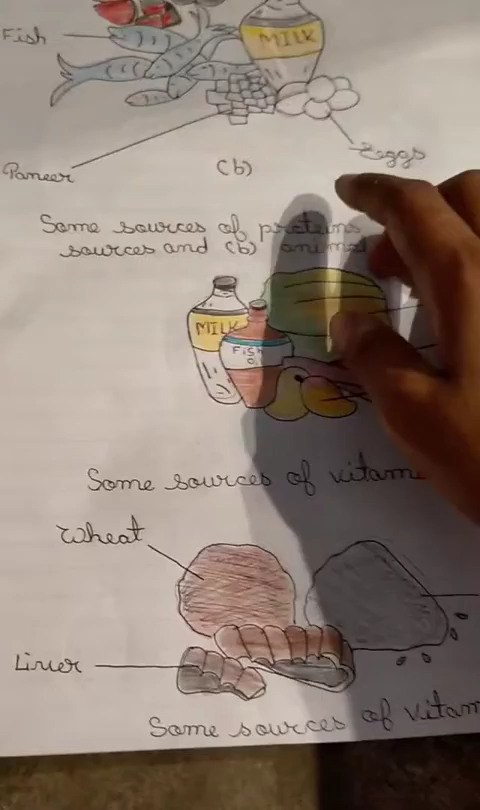 Fish
MILK
Eggs
Paneer
(b)
Some sources of proteins
sources and (b) animal
MILK
FISH
Some sources of vitam
Wheat
Liver
Some sources of vitam